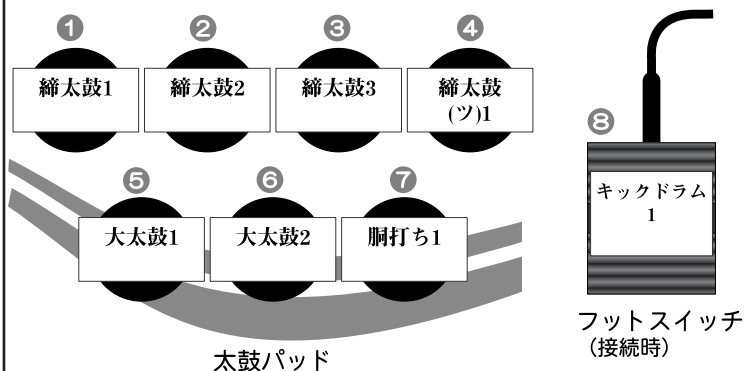 ❶ ❷ ❸ ❹
締太鼓1 締太鼓2 締太鼓3 締太鼓
(ツ)1
❺ ❻ ❼
大太鼓1 大太鼓2 胴打ち1
太鼓パッド
❽
キックドラム
1
フットスイッチ
(接続時)